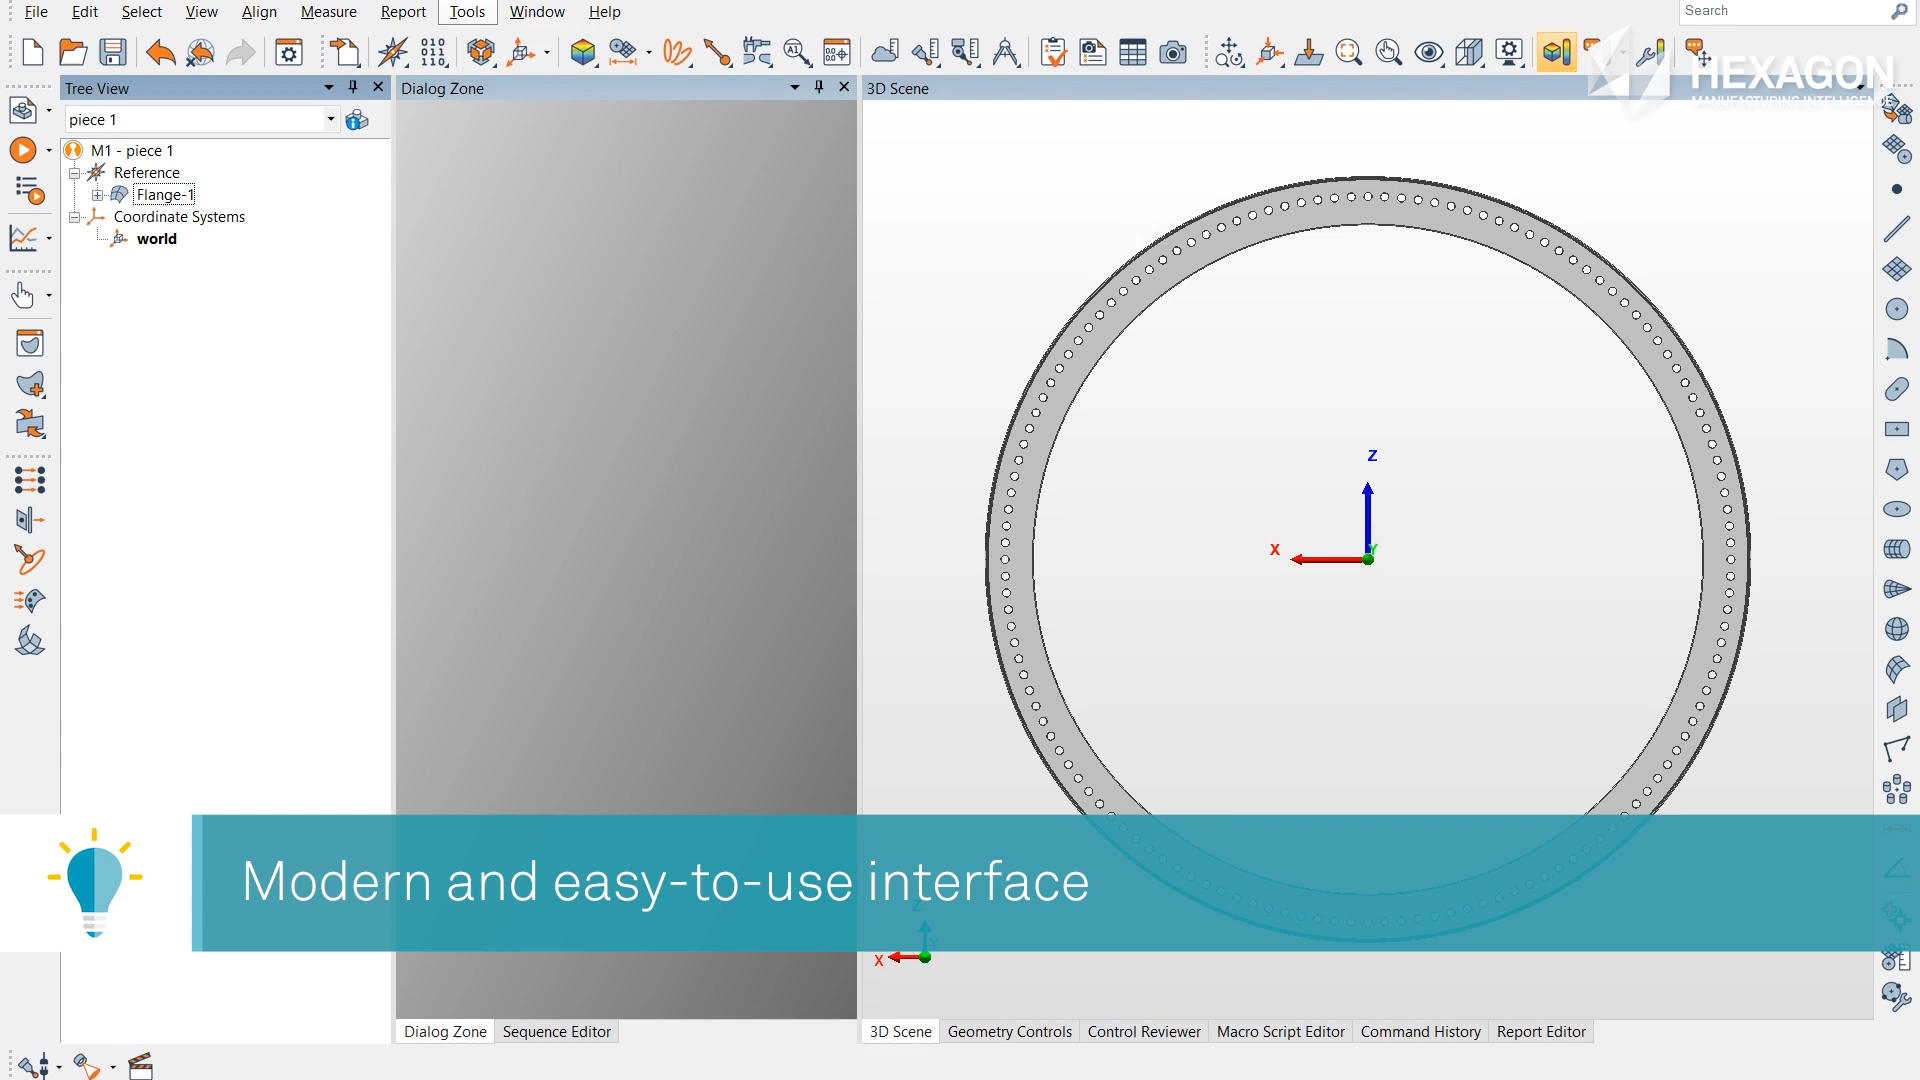 File Edit Select View Align Measure Report Tools Window Help
Search
HEXAGON
MANUFACTURING INTELLIGENCE
Tree View
Dialog Zone
3D Scene
piece 1
M1 - piece 1
Reference
Flange-1
Coordinate Systems
world
Z
X
Y
Modern and easy-to-use interface
Z
Y
X
Dialog Zone Sequence Editor
3D Scene Geometry Controls Control Reviewer Macro Script Editor Command History Report Editor